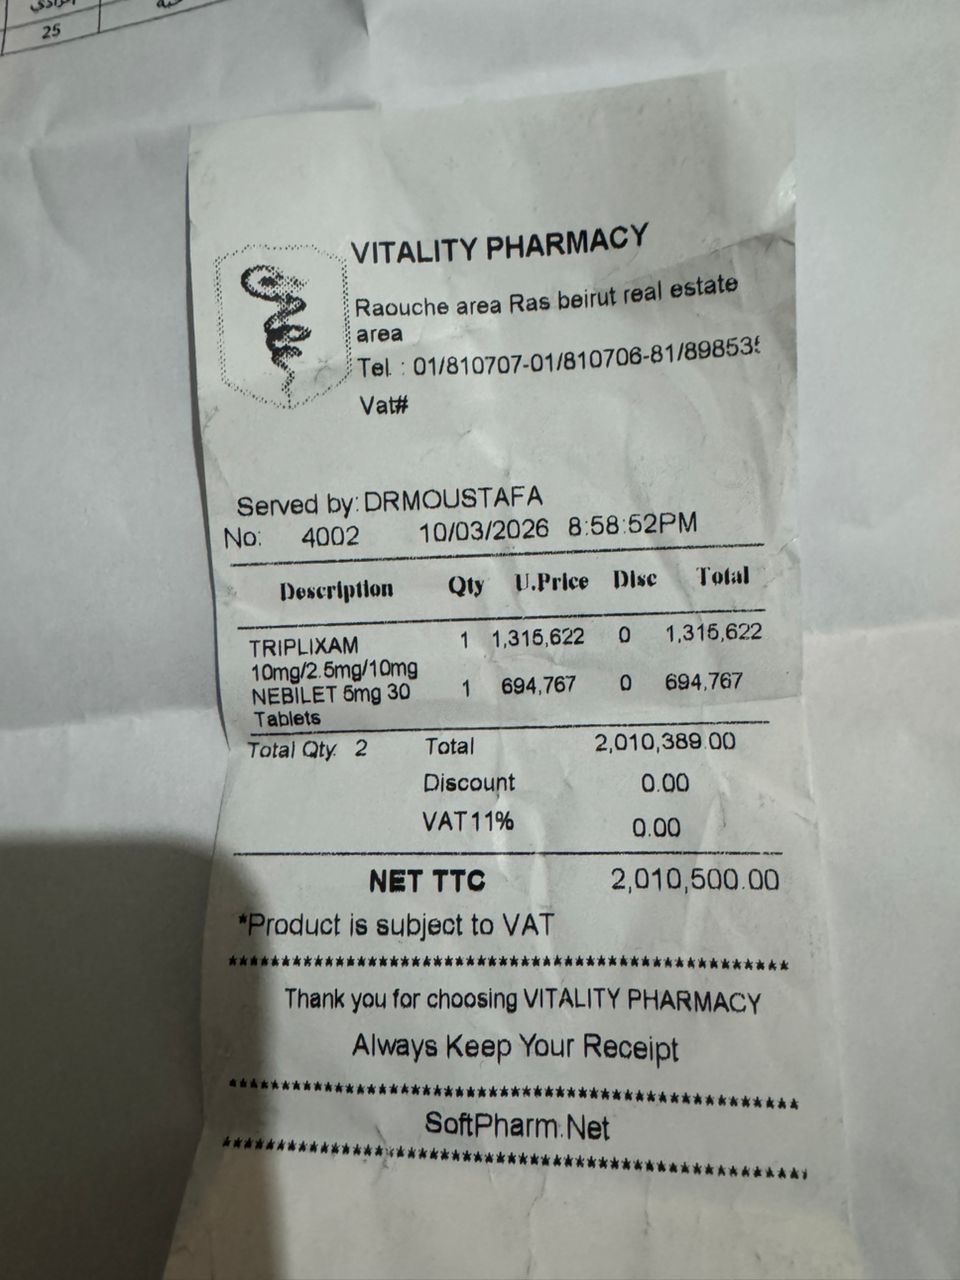 25
VITALITY PHARMACY
Raouche area Ras beirut real estate
area
Tel : 01/810707-01/810706-81/89853
Vat#
Served by: DRMOUSTAFA
No: 4002 10/03/2026 8:58:52PM
Description Qty U.Price Disc Total
TRIPLIXAM 1 1,315,622 0 1,315,622
10mg/2.5mg/10mg
NEBILET 5mg 30 1 694,767 0 694,767
Tablets
Total Qty. 2 Total 2,010,389.00
Discount 0.00
VAT11% 0.00
NET TTC 2,010,500.00
*Product is subject to VAT
Thank you for choosing VITALITY PHARMACY
Always Keep Your Receipt
SoftPharm.Net